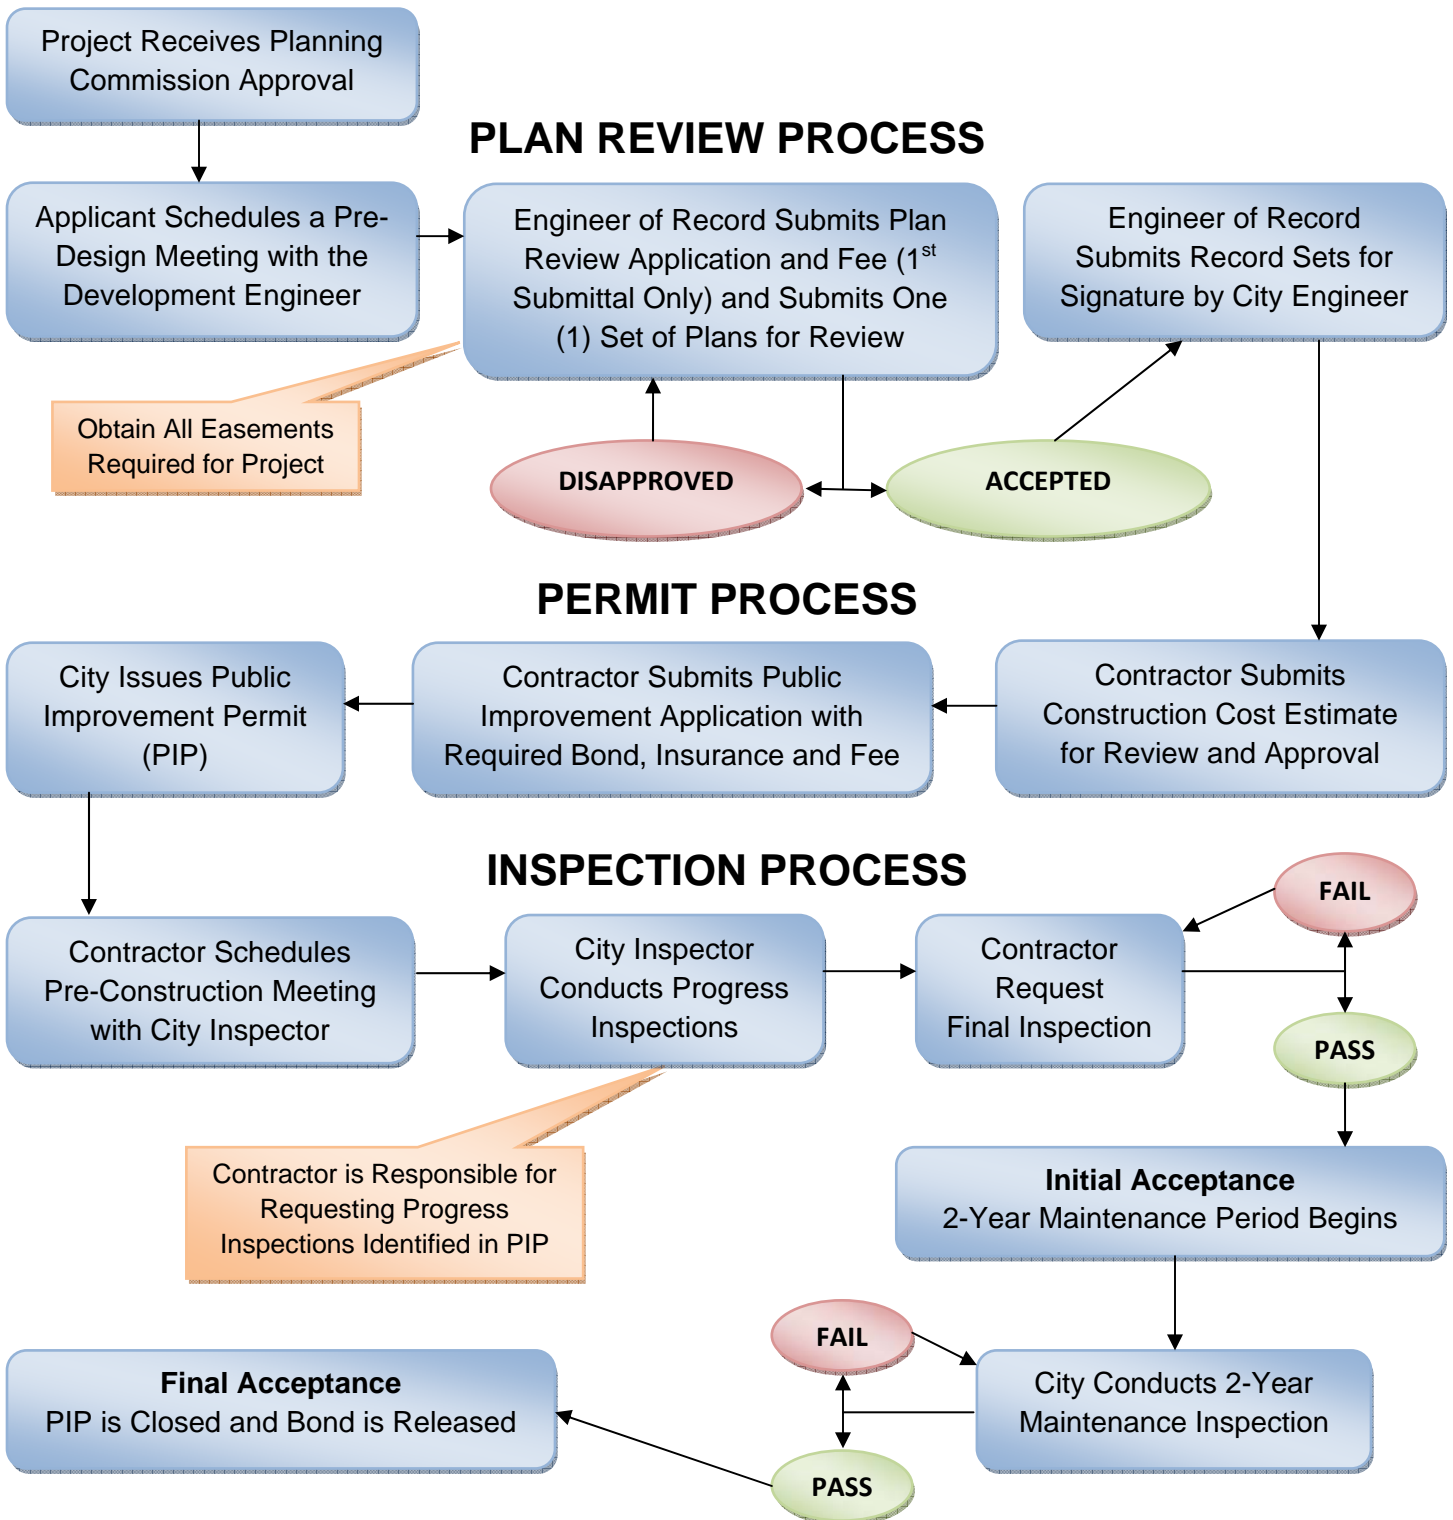 Project Receives Planning
Commission Approval
PLAN REVIEW PROCESS
Applicant Schedules a Pre-
Design Meeting with the
Development Engineer
Engineer of Record Submits Plan
Review Application and Fee (1st
Submittal Only) and Submits One
(1) Set of Plans for Review
Engineer of Record
Submits Record Sets for
Signature by City Engineer
Obtain All Easements
Required for Project
DISAPPROVED
ACCEPTED
PERMIT PROCESS
City Issues Public
Improvement Permit
(PIP)
Contractor Submits Public
Improvement Application with
Required Bond, Insurance and Fee
Contractor Submits
Construction Cost Estimate
for Review and Approval
INSPECTION PROCESS
Contractor Schedules
Pre-Construction Meeting
with City Inspector
City Inspector
Conducts Progress
Inspections
Contractor
Request
Final Inspection
FAIL
PASS
Contractor is Responsible for
Requesting Progress
Inspections Identified in PIP
Initial Acceptance
2-Year Maintenance Period Begins
FAIL
PASS
City Conducts 2-Year
Maintenance Inspection
Final Acceptance
PIP is Closed and Bond is Released